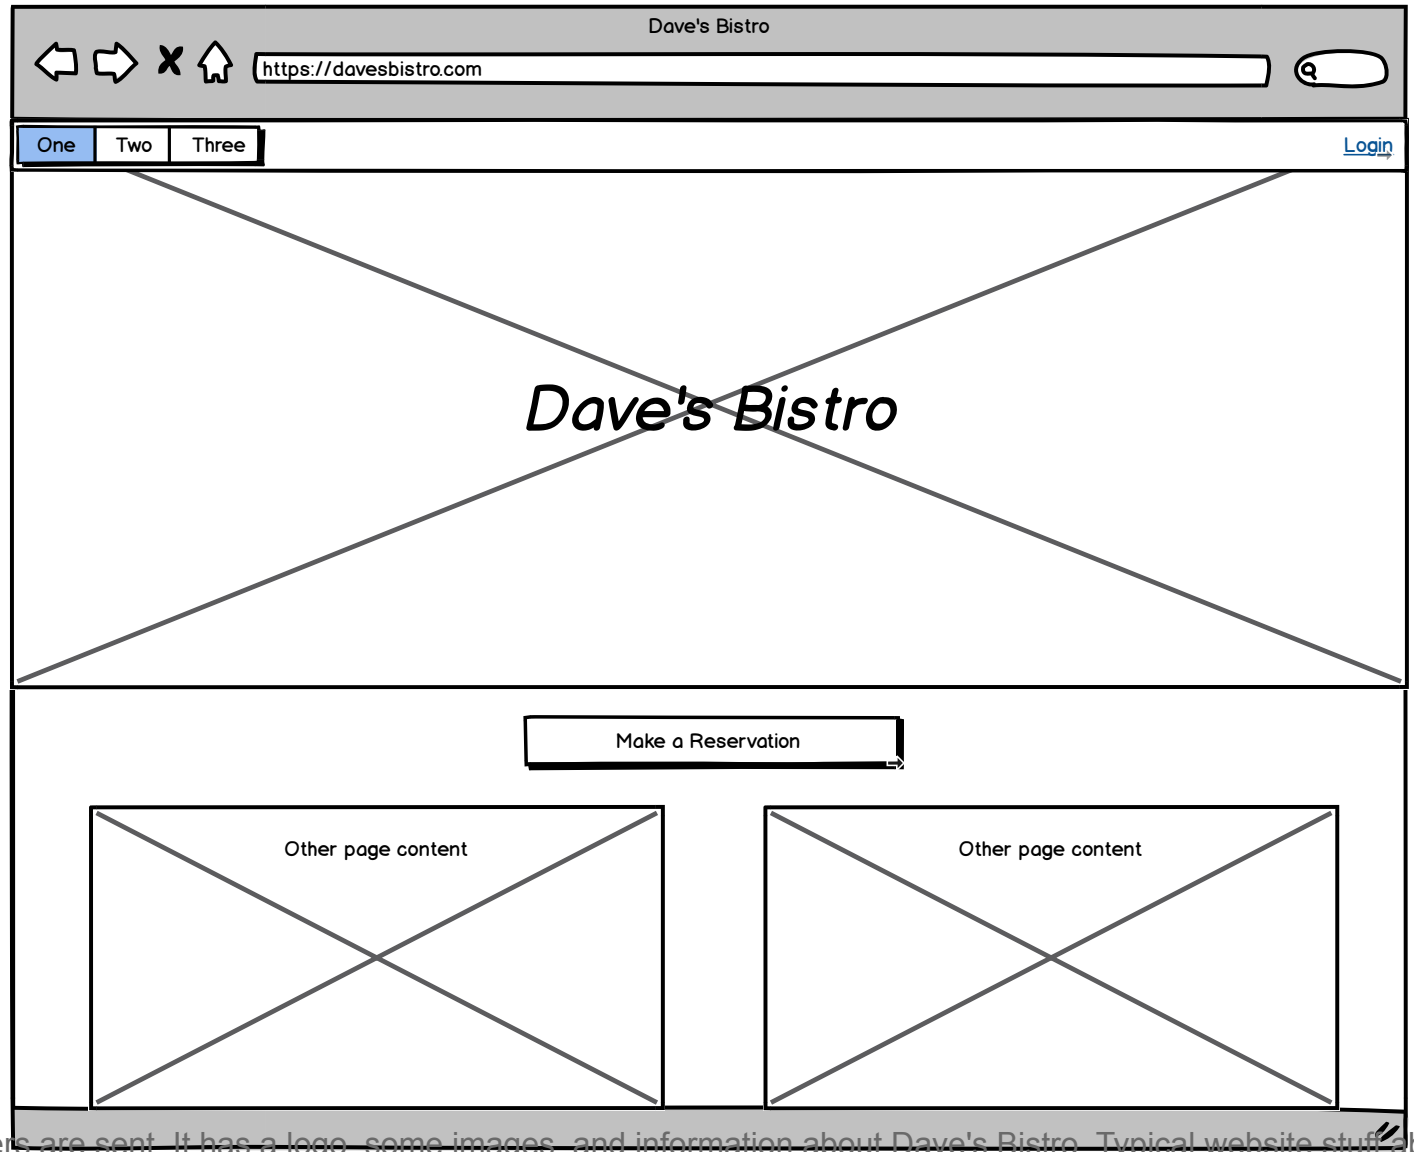 Dave's Bistro
https://davesbistro.com
One Two Three Login
Dave's Bistro
Make a Reservation
Other page content Other page content
are sent. It has a logo, some images, and information about Dave's Bistro. Typical website stuff